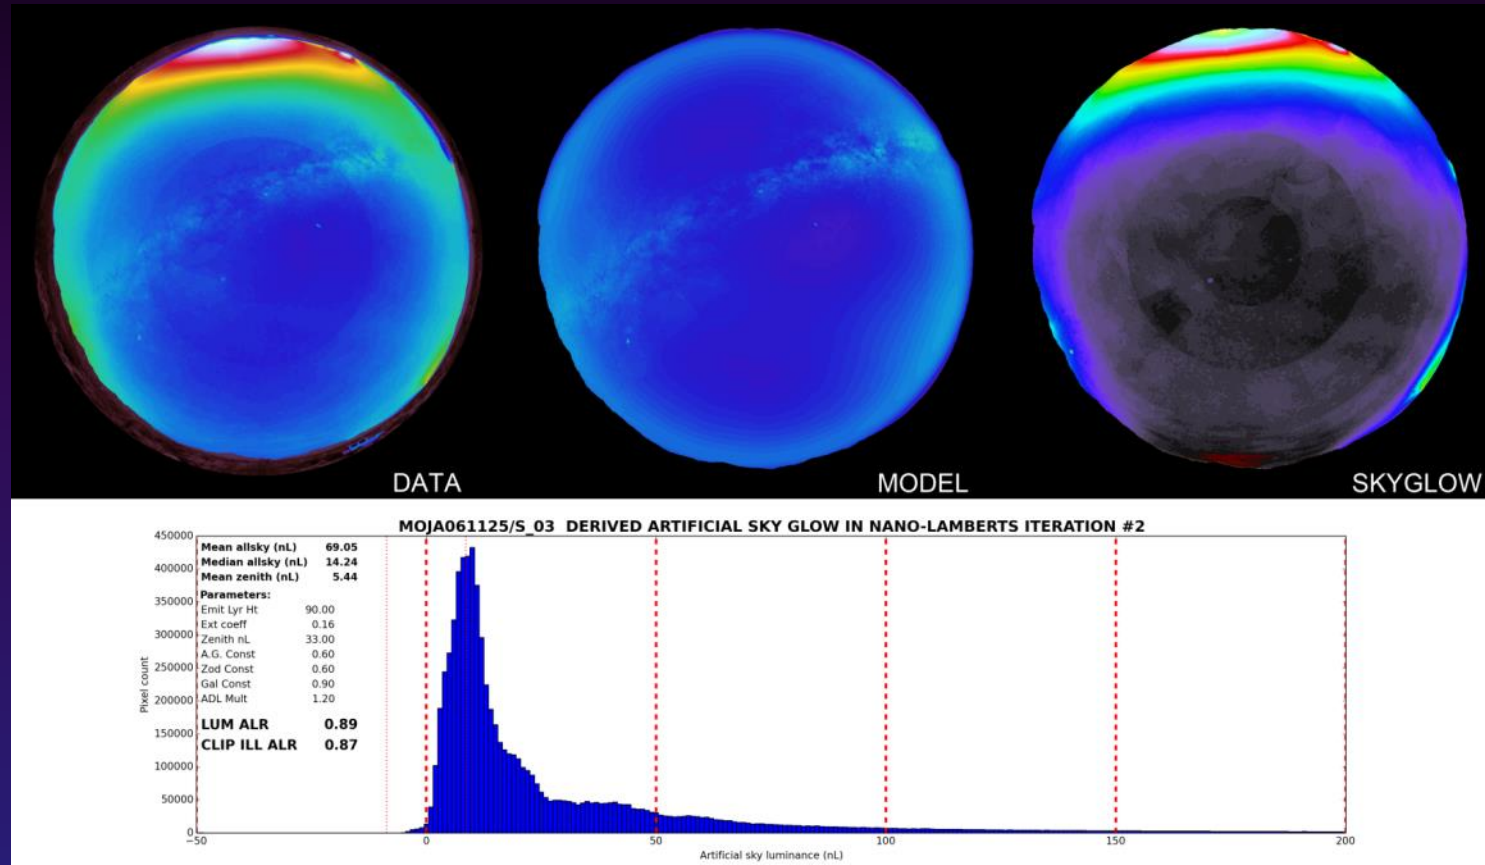 DATA
MODEL
SKYGLOW
MOJA061125/S_03 DERIVED ARTIFICIAL SKY GLOW IN NANO-LAMBERTS ITERATION #2
450000
400000
350000
300000
250000
200000
150000
100000
50000
0
Pixel count
Mean allsky (nL) 69.05
Median allsky (nL) 14.24
Mean zenith (nL) 5.44
Parameters:
Emit Lyr Ht 90.00
Ext coeff 0.16
Zenith nL 33.00
A.G. Const 0.60
Zod Const 0.60
Gal Const 0.90
ADL Mult 1.20
LUM ALR 0.89
CLIP ILL ALR 0.87
−50 0 50 100 150 200
Artificial sky luminance (nL)